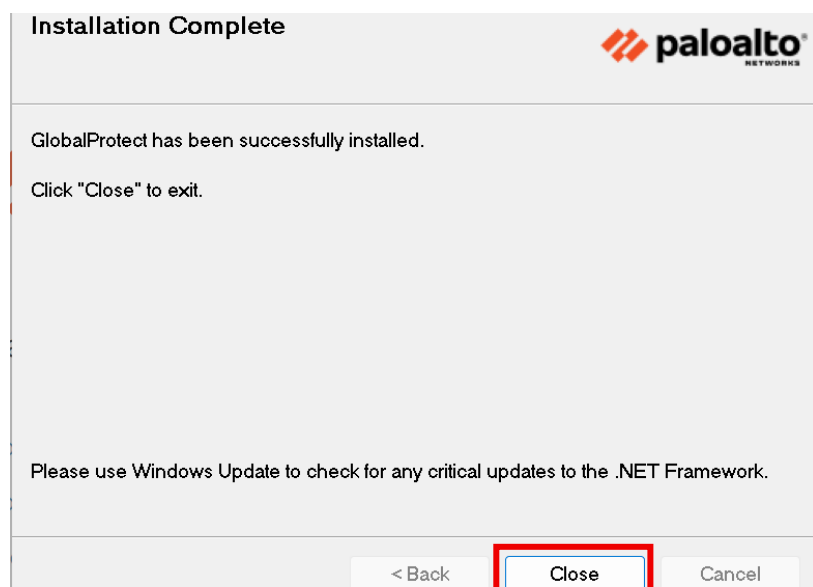 Installation Complete
paloalto®
NETWORKS
GlobalProtect has been successfully installed.
Click "Close" to exit.
Please use Windows Update to check for any critical updates to the .NET Framework.
< Back
Close
Cancel